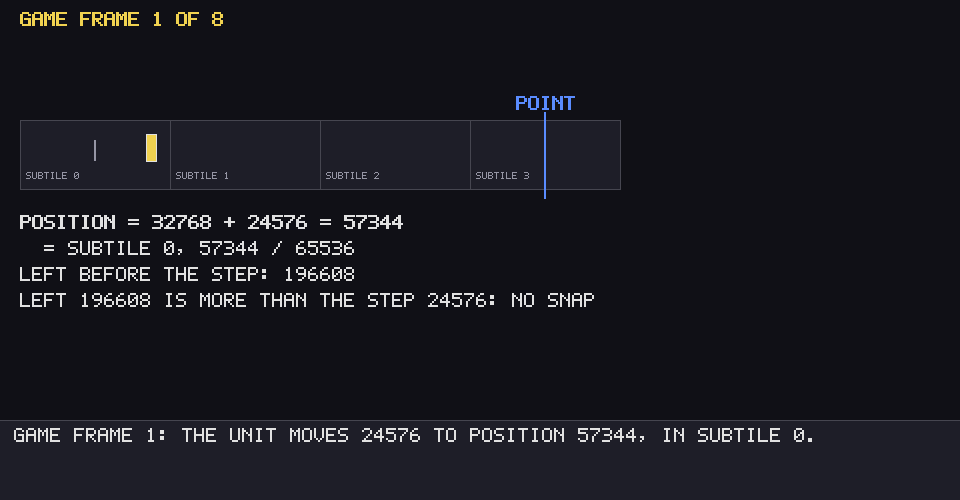 GAME FRAME 1 OF 8
POINT
SUBTILE 0
SUBTILE 1
SUBTILE 2
SUBTILE 3
POSITION = 32768 + 24576 = 57344
= SUBTILE 0, 57344 / 65536
LEFT BEFORE THE STEP: 196608
LEFT 196608 IS MORE THAN THE STEP 24576: NO SNAP
GAME FRAME 1: THE UNIT MOVES 24576 TO POSITION 57344, IN SUBTILE 0.